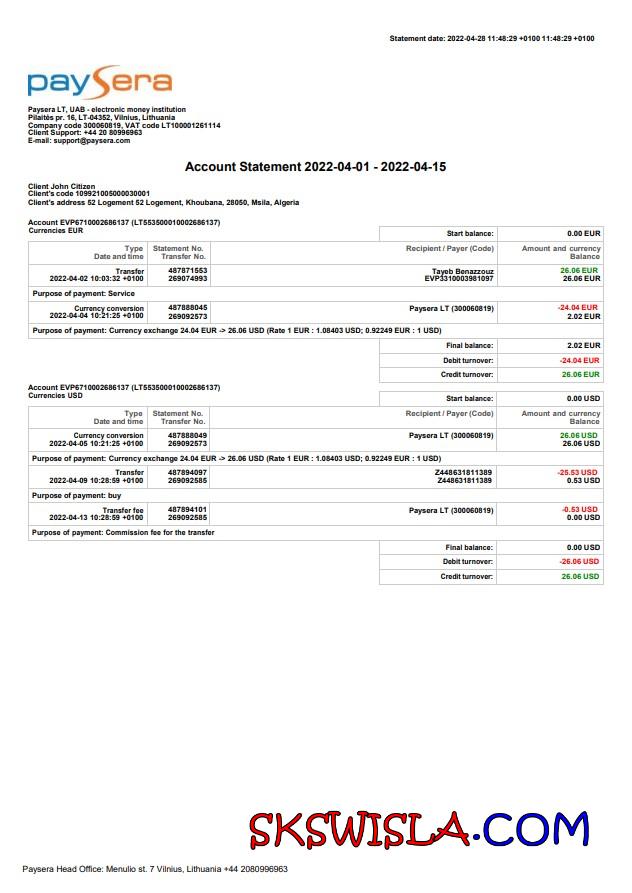 Statement date: 2022-04-28 11:48:29 +0100 11:48:29 +0100
paysera
Paysera LT, UAB - electronic money institution
Pilaitės pr. 16, LT-04352, Vilnius, Lithuania
Company code 300060819, VAT code LT100001261114
Client Support: +44 20 80996963
E-mail: support@paysera.com
Account Statement 2022-04-01 - 2022-04-15
Client John Citizen
Client's code 109921005000030001
Client's address 52 Logement 52 Logement, Khoubana, 28050, Msila, Algeria
Account EVP6710002686137 (LT553500010002686137)
Currencies EUR
Start balance: 0.00 EUR
Type Statement No. Recipient / Payer (Code) Amount and currency
Date and time Transfer No. Balance
Transfer 487871553 Tayeb Benazzouz 26.06 EUR
2022-04-02 10:03:32 +0100 269074993 EVP3310003981097 26.06 EUR
Purpose of payment: Service
Currency conversion 487888045 Paysera LT (300060819) -24.04 EUR
2022-04-04 10:21:25 +0100 269092573 2.02 EUR
Purpose of payment: Currency exchange 24.04 EUR -> 26.06 USD (Rate 1 EUR : 1.08403 USD; 0.92249 EUR : 1 USD)
Final balance: 2.02 EUR
Debit turnover: -24.04 EUR
Credit turnover: 26.06 EUR
Account EVP6710002686137 (LT553500010002686137)
Currencies USD
Start balance: 0.00 USD
Type Statement No. Recipient / Payer (Code) Amount and currency
Date and time Transfer No. Balance
Currency conversion 487888049 Paysera LT (300060819) 26.06 USD
2022-04-05 10:21:25 +0100 269092573 26.06 USD
Purpose of payment: Currency exchange 24.04 EUR -> 26.06 USD (Rate 1 EUR : 1.08403 USD; 0.92249 EUR : 1 USD)
Transfer 487894097 Z448631811389 -25.53 USD
2022-04-09 10:28:59 +0100 269092585 Z448631811389 0.53 USD
Purpose of payment: buy
Transfer fee 487894101 Paysera LT (300060819) -0.53 USD
2022-04-13 10:28:59 +0100 269092585 0.00 USD
Purpose of payment: Commission fee for the transfer
Final balance: 0.00 USD
Debit turnover: -26.06 USD
Credit turnover: 26.06 USD
SKSWISLA.COM
Paysera Head Office: Menulio st. 7 Vilnius, Lithuania +44 2080996963